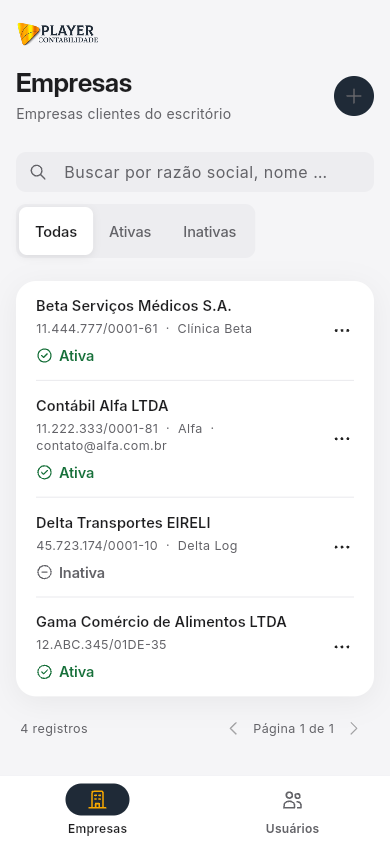 PLAYER
CONTABILIDADE
Empresas
Empresas clientes do escritório
Buscar por razão social, nome ...
Todas Ativas Inativas
Beta Serviços Médicos S.A.
11.444.777/0001-61 · Clínica Beta
Ativa
Contábil Alfa LTDA
11.222.333/0001-81 · Alfa ·
contato@alfa.com.br
Ativa
Delta Transportes EIRELI
45.723.174/0001-10 · Delta Log
Inativa
Gama Comércio de Alimentos LTDA
12.ABC.345/01DE-35
Ativa
4 registros Página 1 de 1
Empresas Usuários